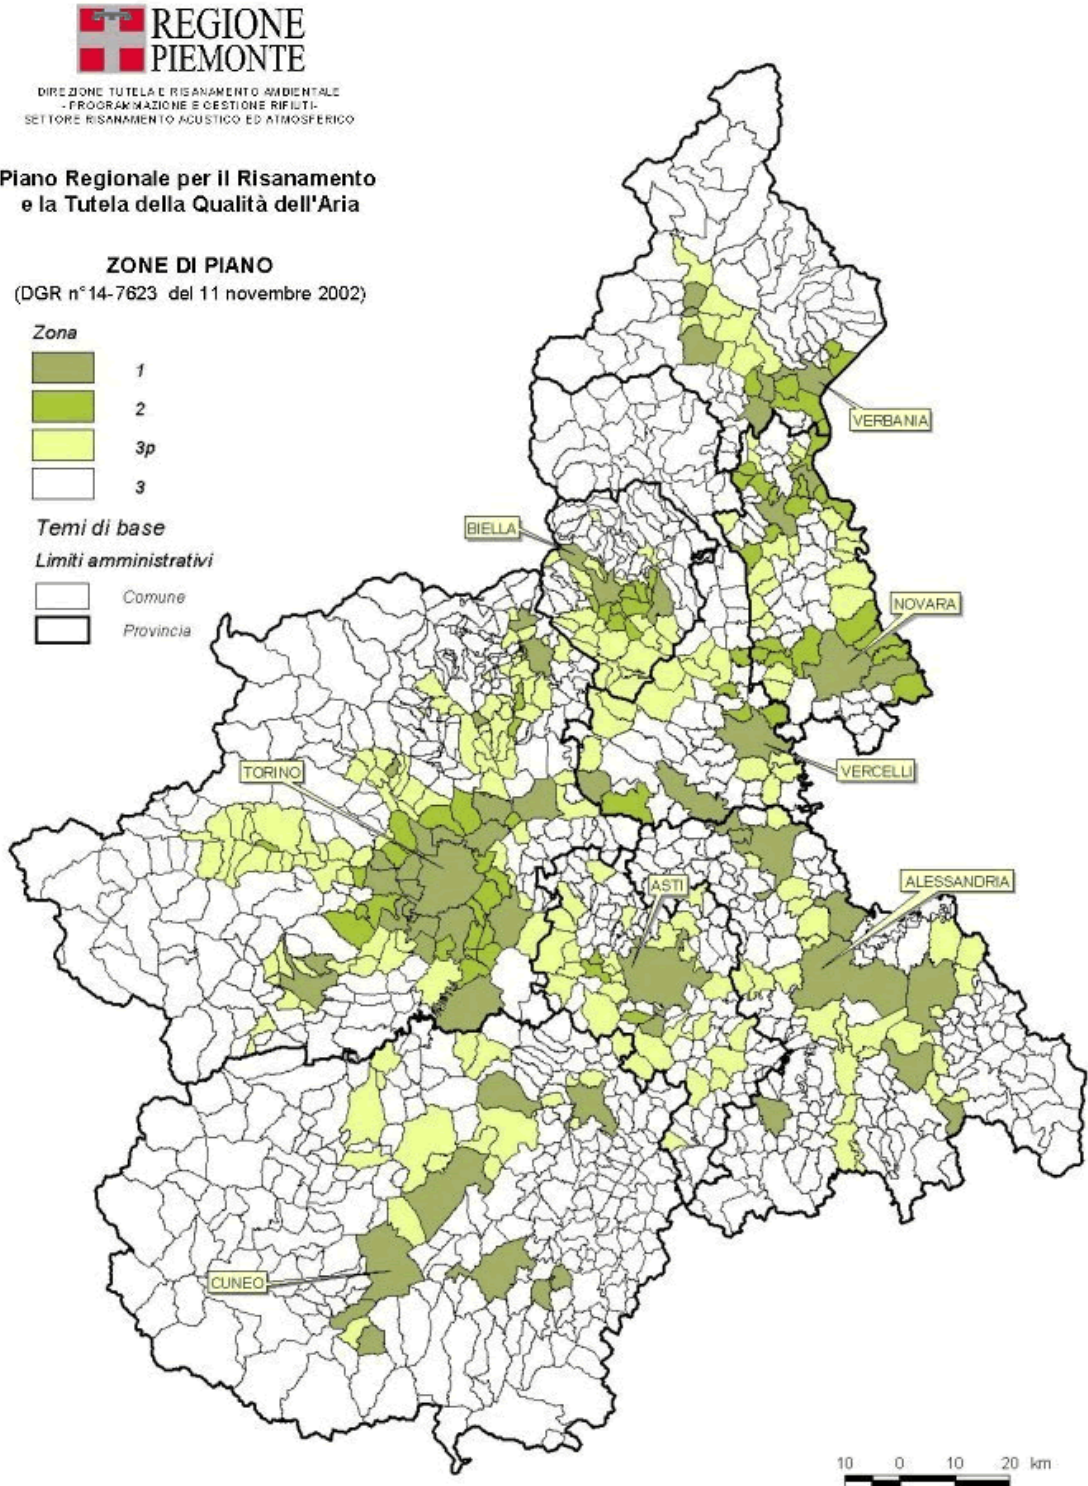 REGIONE
PIEMONTE
DIREZIONE TUTELA E RISANAMENTO AMBIENTALE
- PROGRAMMAZIONE E GESTIONE RIFIUTI-
SETTORE RISANAMENTO ACUSTICO ED ATMOSFERICO
Piano Regionale per il Risanamento
e la Tutela della Qualità dell'Aria
ZONE DI PIANO
(DGR n°14-7623 del 11 novembre 2002)
Zona
1
2
3p
3
Temi di base
Limiti amministrativi
Comune
Provincia
VERBANIA
BIELLA
NOVARA
TORINO
VERCELLI
ASTI
ALESSANDRIA
CUNEO
10 0 10 20 km